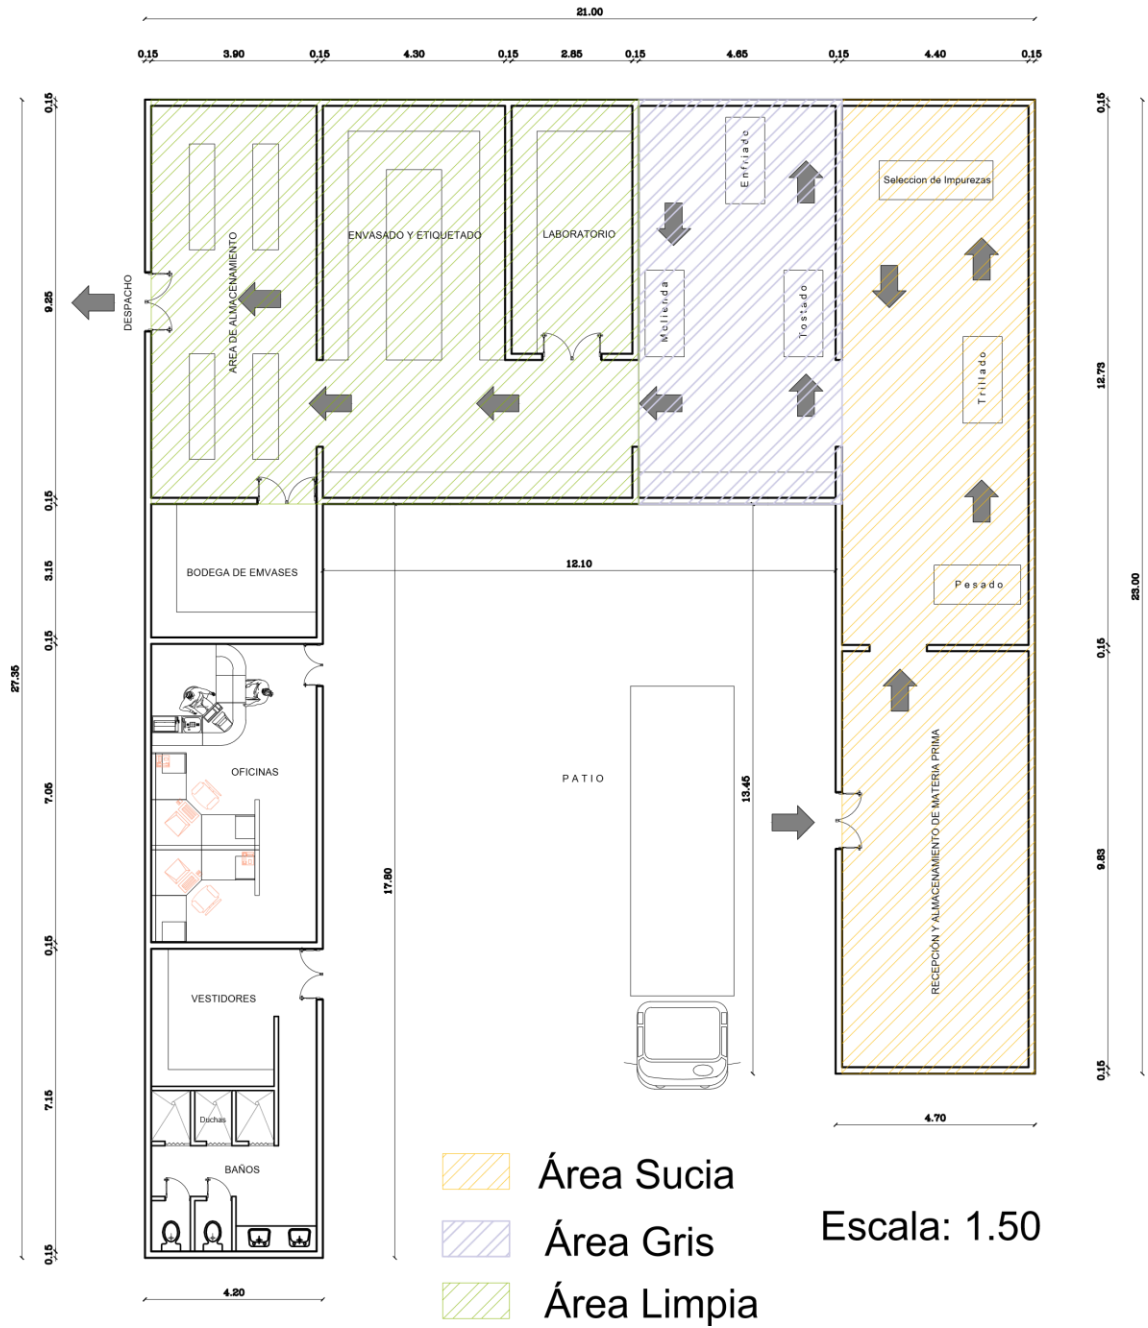 21.00
0.15 3.90 0.15 4.30 0.15 2.85 0.15 4.65 0.15 4.40 0.15
0.15
0.15
Enfriado
Seleccion de Impurezas
ENVASADO Y ETIQUETADO
LABORATORIO
ÁREA DE ALMACENAMIENTO
DESPACHO
9.25
Molienda
Tostado
Trillado
12.73
0.15
3.15
BODEGA DE EMVASES
12.10
Pesado
23.00
0.15
0.15
27.35
OFICINAS
PATIO
7.05
13.45
17.80
RECEPCIÓN Y ALMACENAMIENTO DE MATERIA PRIMA
9.83
0.15
VESTIDORES
0.15
7.15
Duchas
4.70
BAÑOS
0.15
4.20
Área Sucia
Área Gris
Área Limpia
Escala: 1.50